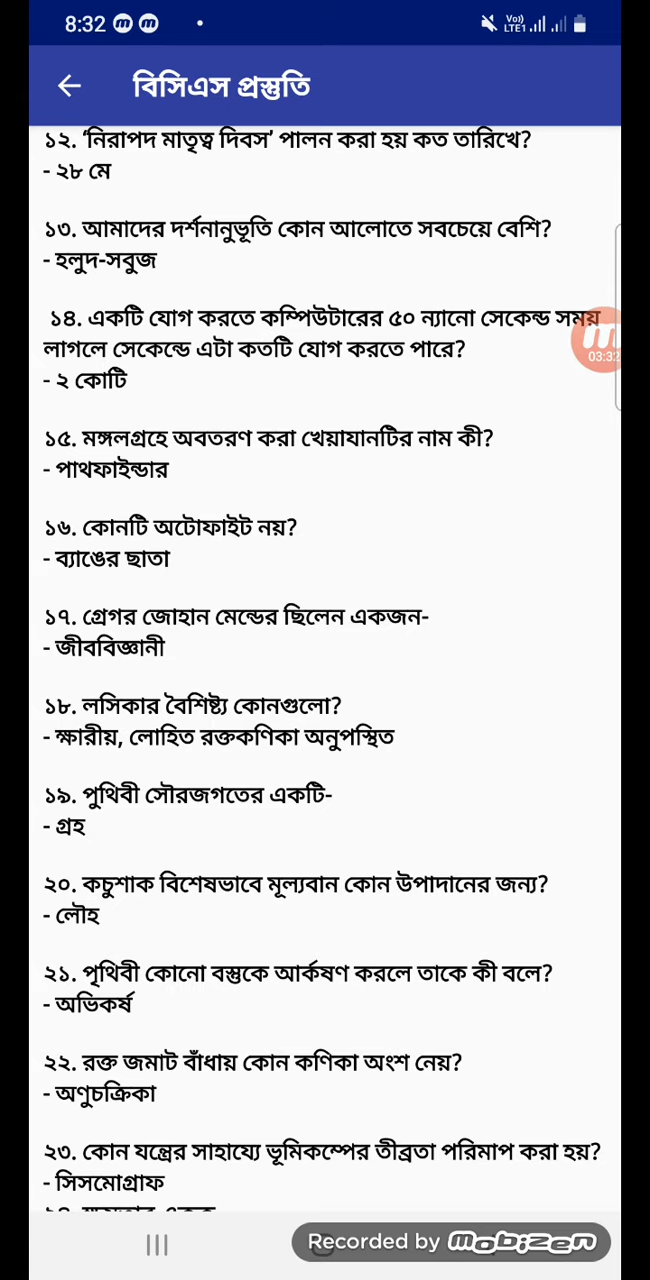 8:32
Vo)) LTE1
বিসিএস প্রস্তুতি
১২. ‘নিরাপদ মাতৃত্ব দিবস’ পালন করা হয় কত তারিখে?
- ২৮ মে
১৩. আমাদের দর্শনানুভূতি কোন আলোতে সবচেয়ে বেশি?
- হলুদ-সবুজ
১৪. একটি যোগ করতে কম্পিউটারের ৫০ ন্যানো সেকেন্ড সময়
লাগলে সেকেন্ডে এটা কতটি যোগ করতে পারে?
03:32
- ২ কোটি
১৫. মঙ্গলগ্রহে অবতরণ করা খেয়াযানটির নাম কী?
- পাথফাইন্ডার
১৬. কোনটি অটোফাইট নয়?
- ব্যাঙের ছাতা
১৭. গ্রেগর জোহান মেন্ডের ছিলেন একজন-
- জীববিজ্ঞানী
১৮. লসিকার বৈশিষ্ট্য কোনগুলো?
- ক্ষারীয়, লোহিত রক্তকণিকা অনুপস্থিত
১৯. পুথিবী সৌরজগতের একটি-
- গ্রহ
২০. কচুশাক বিশেষভাবে মূল্যবান কোন উপাদানের জন্য?
- লৌহ
২১. পৃথিবী কোনো বস্তুকে আর্কষণ করলে তাকে কী বলে?
- অভিকর্ষ
২২. রক্ত জমাট বাঁধায় কোন কণিকা অংশ নেয়?
- অণুচক্রিকা
২৩. কোন যন্ত্রের সাহায্যে ভূমিকম্পের তীব্রতা পরিমাপ করা হয়?
- সিসমোগ্রাফ
Recorded by mobizen